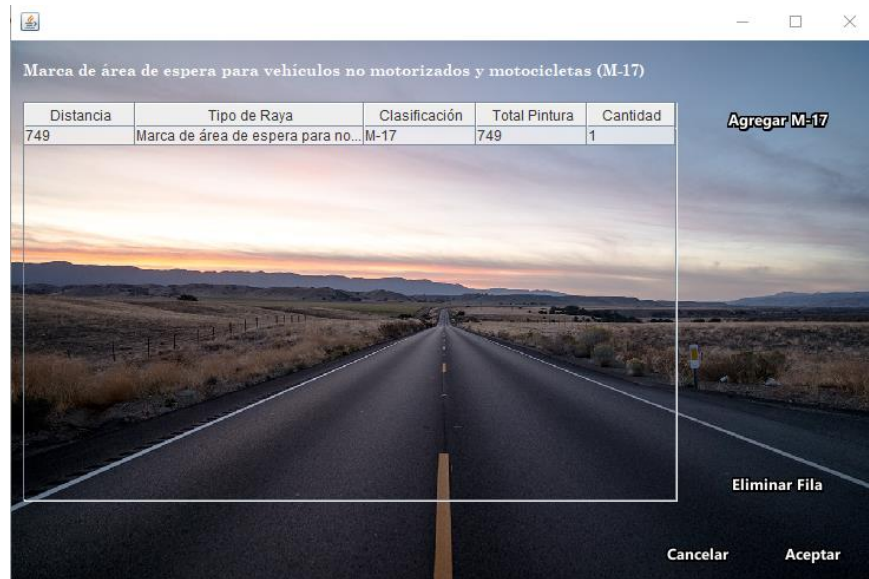 Marca de área de espera para vehículos no motorizados y motocicletas (M-17)
Distancia Tipo de Raya Clasificación Total Pintura Cantidad
749 Marca de área de espera para no... M-17 749 1
Agregar M-17
Eliminar Fila
Cancelar Aceptar